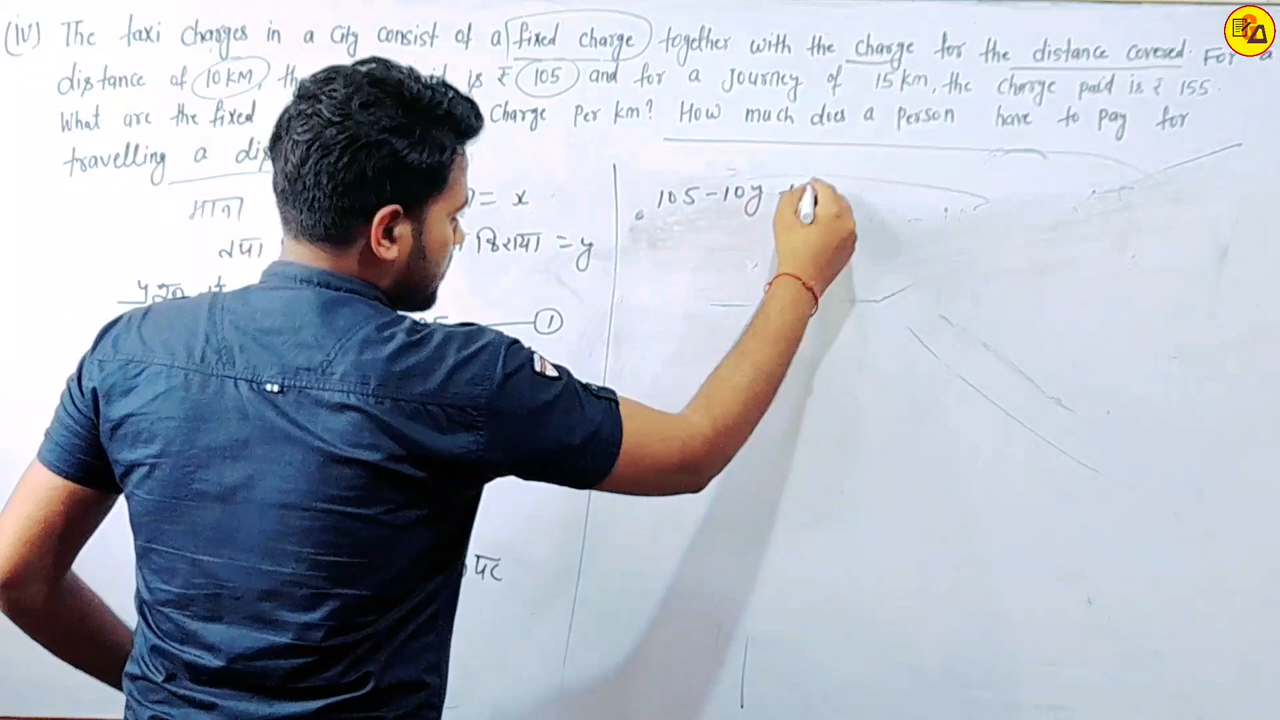 (iv) The taxi charges in a city consist of a fixed charge together with the charge for the distance covered. For a
distance of 10 KM, the is ₹ 105 and for a journey of 15 km, the charge paid is ₹ 155.
What are the fixed Charge Per km? How much does a person have to pay for
travelling a dis
माना = x
तथा किराया = y
1
105-10y
पर